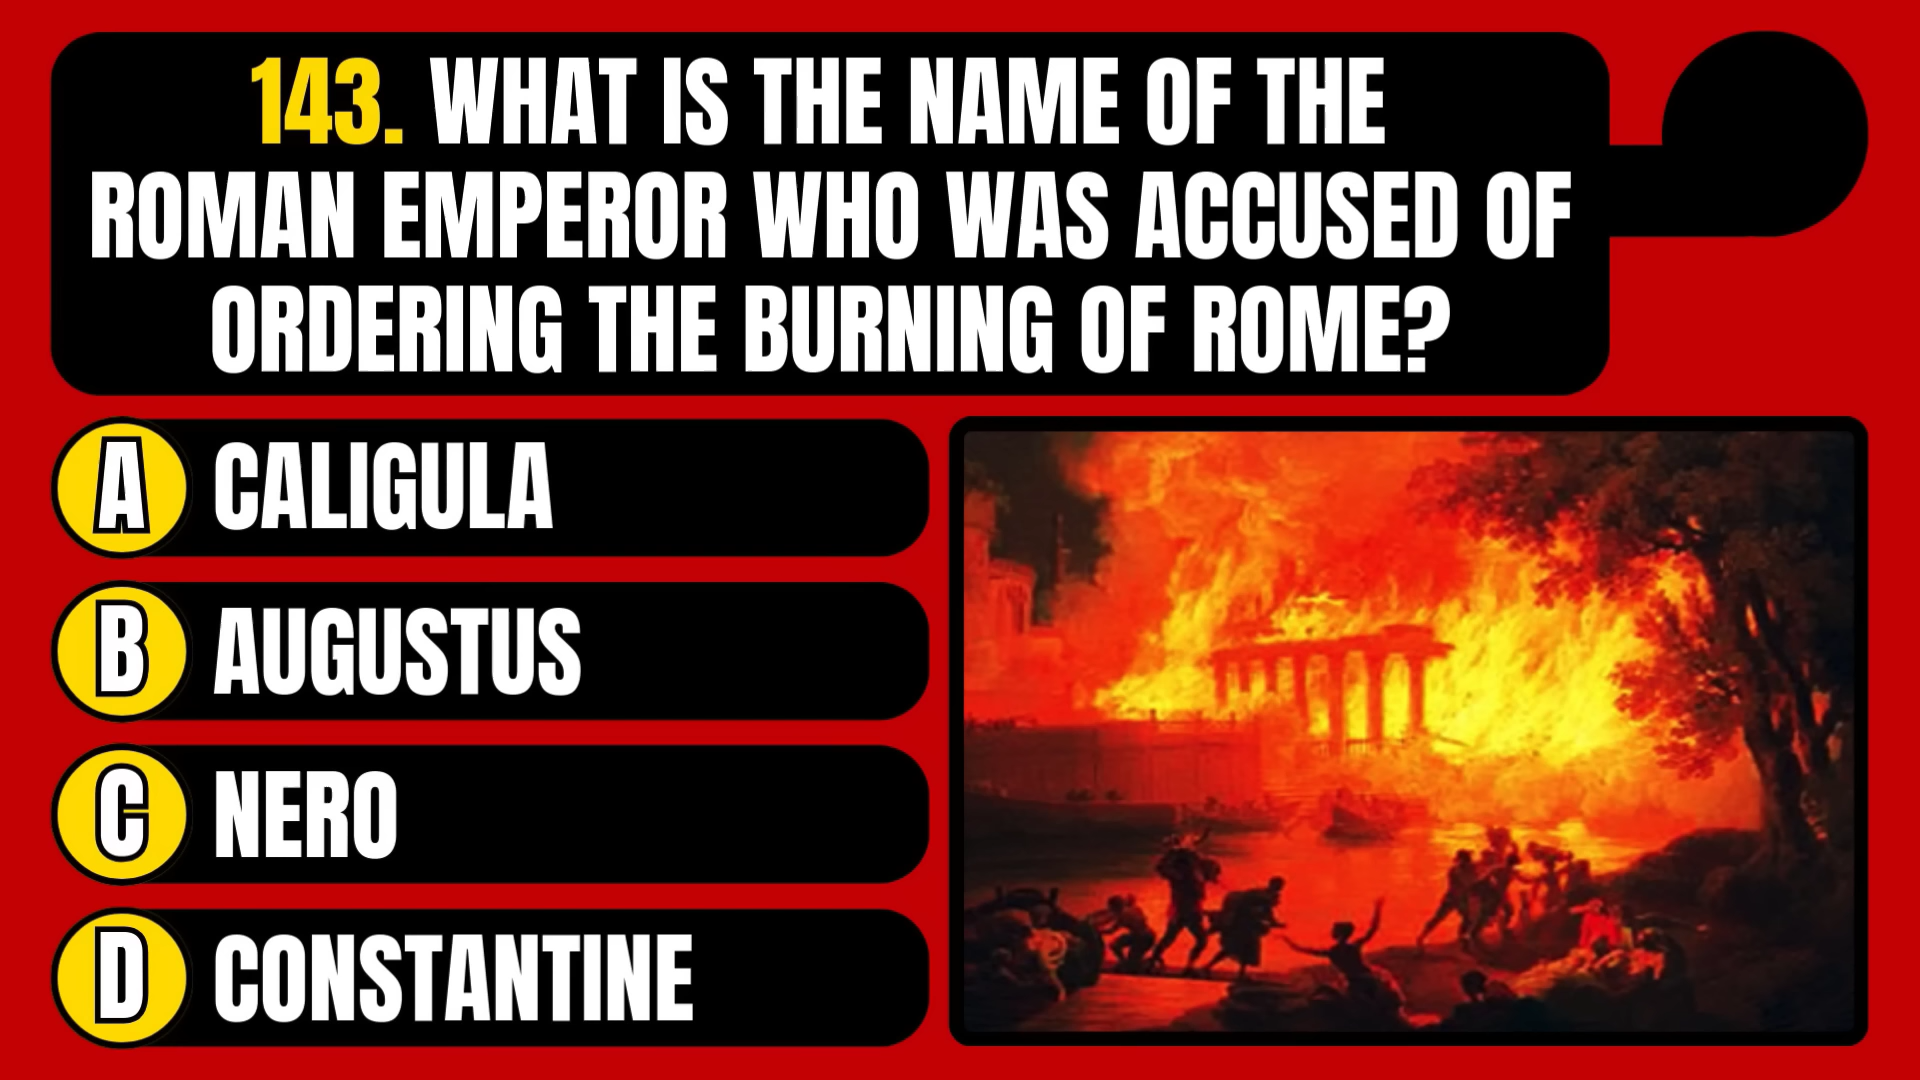 143. WHAT IS THE NAME OF THE
ROMAN EMPEROR WHO WAS ACCUSED OF
ORDERING THE BURNING OF ROME?
A CALIGULA
B AUGUSTUS
C NERO
D CONSTANTINE